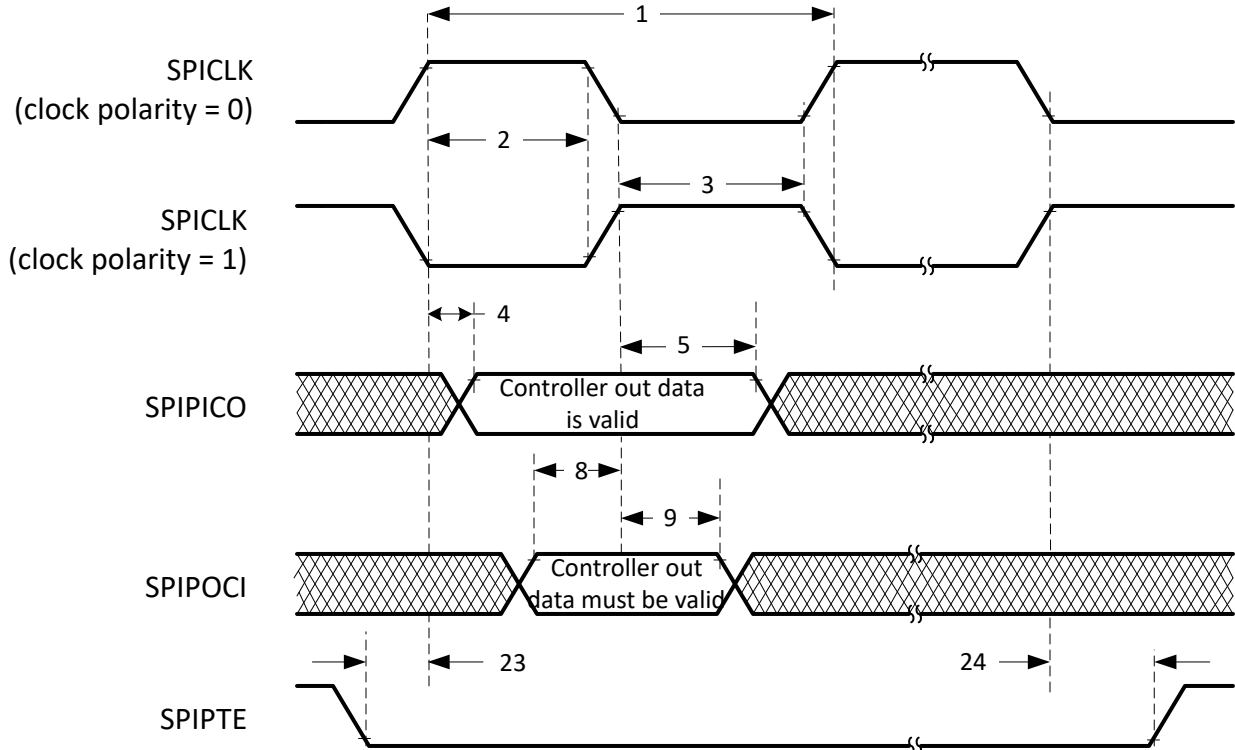 1
SPICLK
(clock polarity = 0)
2
3
SPICLK
(clock polarity = 1)
4
5
SPIPICO
Controller out data
is valid
8
9
SPIPOCI
Controller out
data must be valid
23
24
SPIPTE